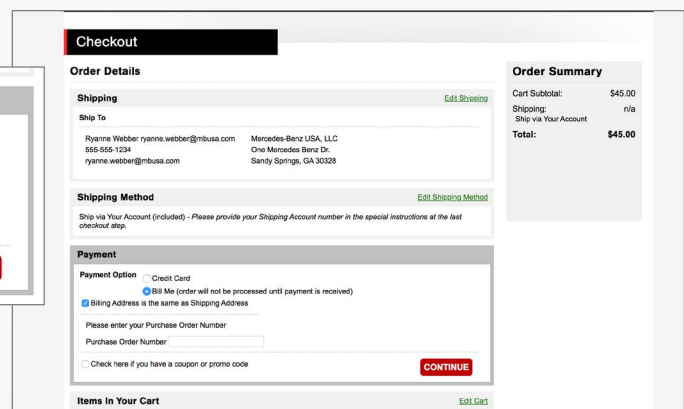 Checkout
Order Details
Shipping
Edit Shipping
Ship To
Ryanne Webber ryanne.webber@mbusa.com
555-555-1234
ryanne.webber@mbusa.com
Mercedes-Benz USA, LLC
One Mercedes Benz Dr.
Sandy Springs, GA 30328
Shipping Method
Edit Shipping Method
Ship via Your Account (included) - Please provide your Shipping Account number in the special instructions at the last
checkout step.
Payment
Payment Option
Credit Card
Bill Me (order will not be processed until payment is received)
Billing Address is the same as Shipping Address
Please enter your Purchase Order Number
Purchase Order Number
Check here if you have a coupon or promo code
CONTINUE
Items In Your Cart
Edit Cart
Order Summary
Cart Subtotal: $45.00
Shipping: n/a
Ship via Your Account
Total: $45.00